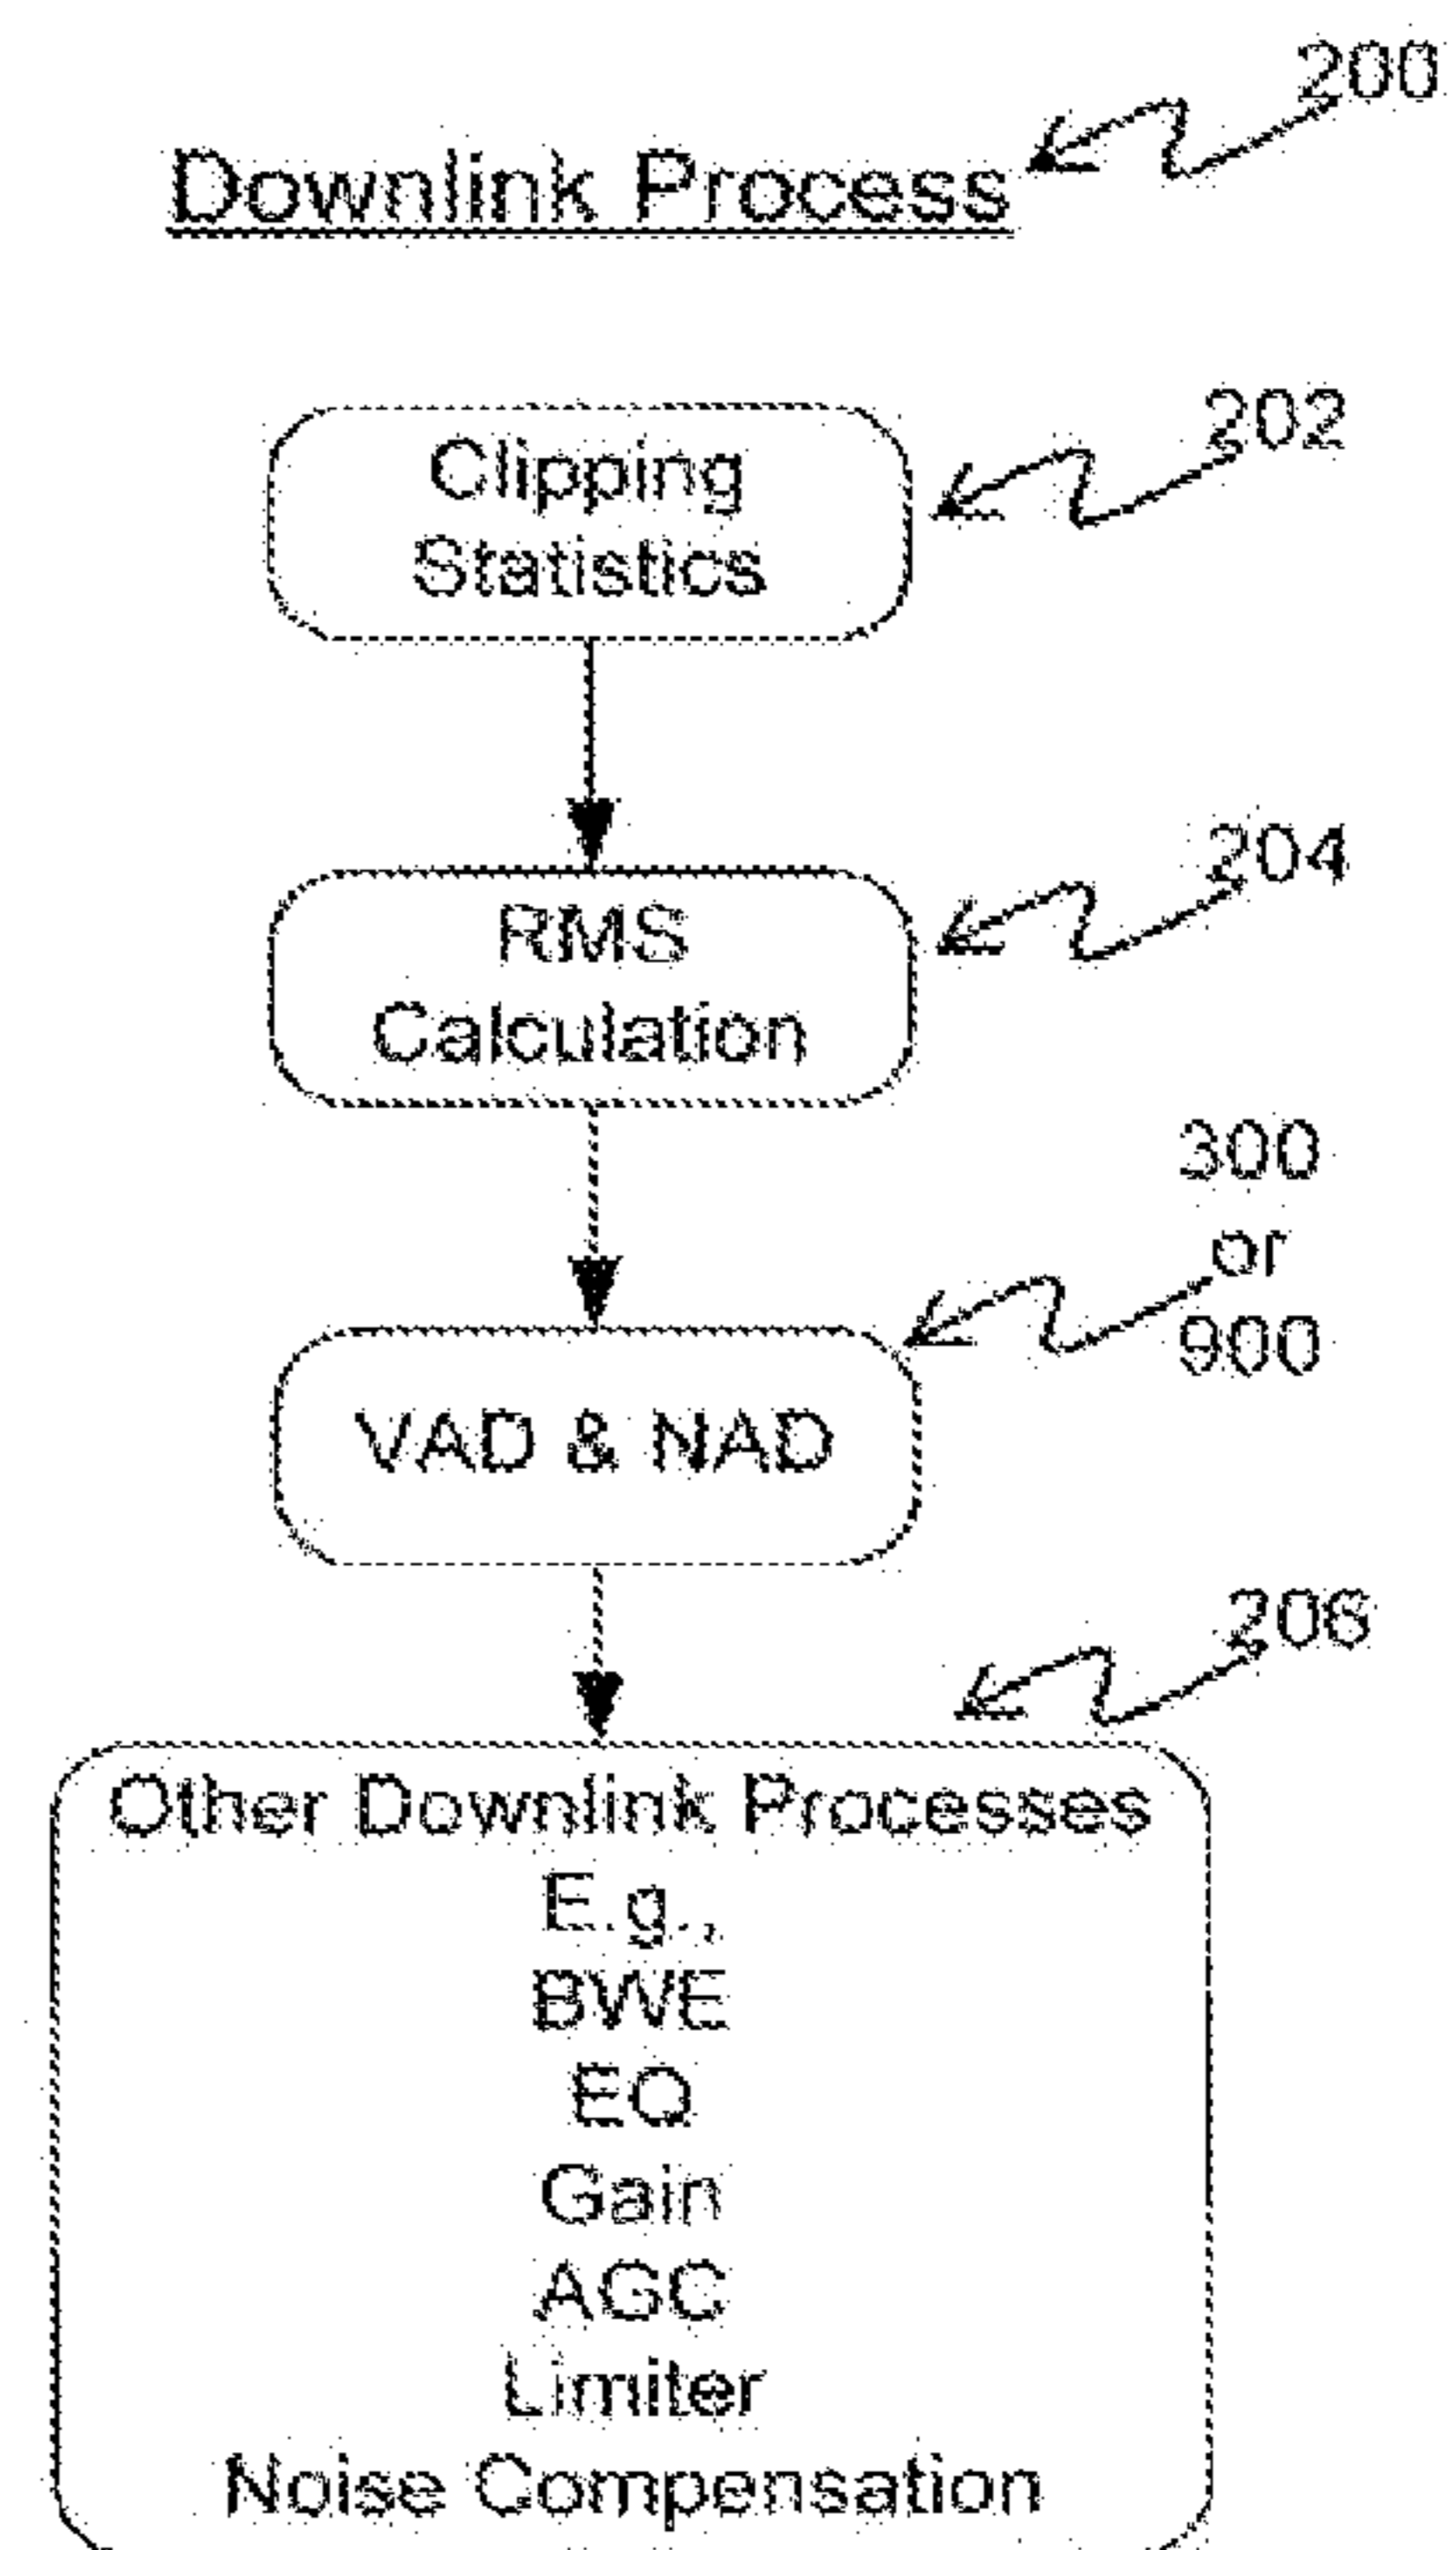 200
Downlink Process
202
Clipping
Statistics
204
RMS
Calculation
300
or
900
VAD & NAD
206
Other Downlink Processes
E.g.,
BWE
EQ
Gain
AGC
Limiter
Noise Compensation